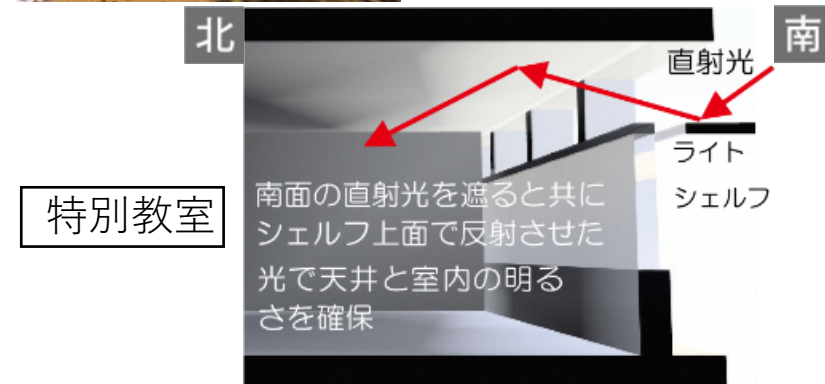 北
南
直射光
ライト
シェルフ
特別教室
南面の直射光を遮ると共に
シェルフ上面で反射させた
光で天井と室内の明る
さを確保